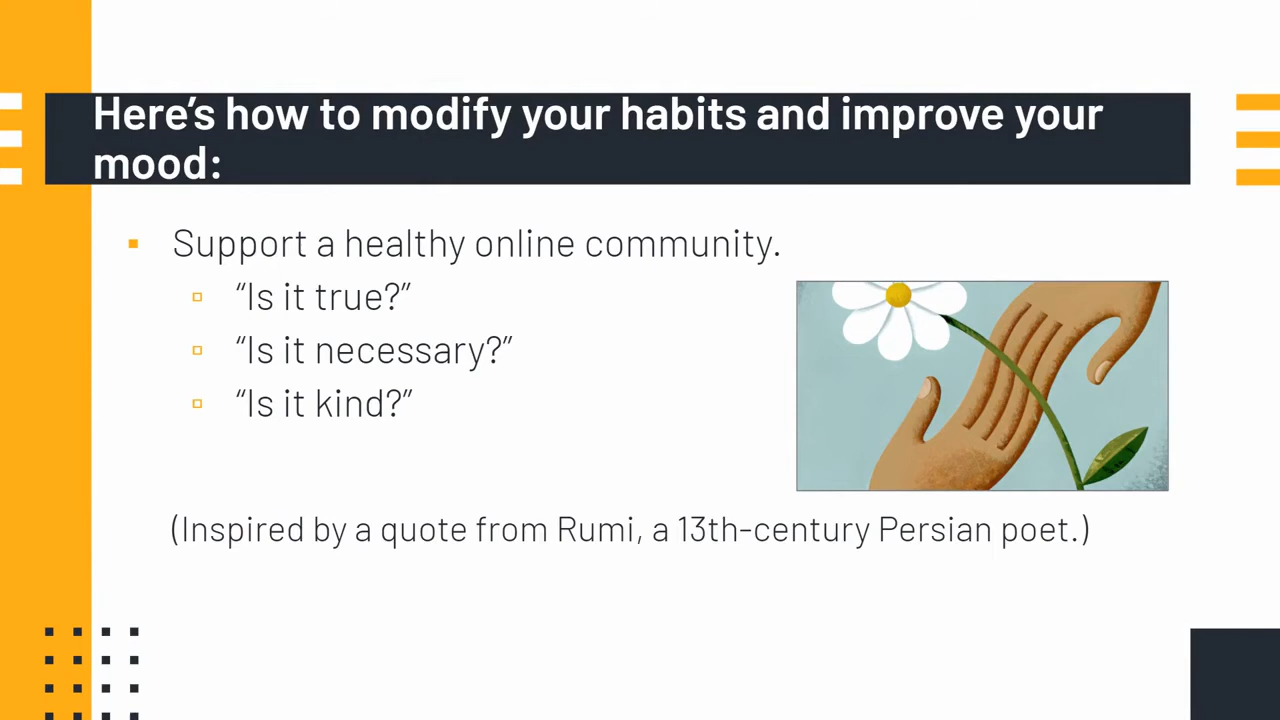 Here’s how to modify your habits and improve your
mood:
Support a healthy online community.
“Is it true?”
“Is it necessary?”
“Is it kind?”
(Inspired by a quote from Rumi, a 13th-century Persian poet.)